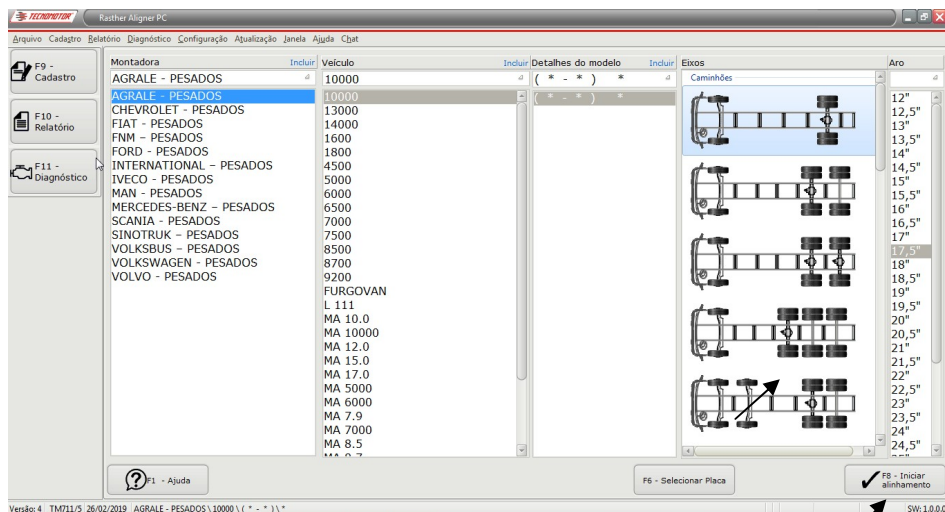 TECNOMOTOR Rasther Aligner PC
Arquivo Cadastro Relatório Diagnóstico Configuração Atualização Janela Ajuda Chat
F9 -
Cadastro
F10 -
Relatório
F11 -
Diagnóstico
Montadora Incluir
AGRALE - PESADOS
AGRALE - PESADOS
CHEVROLET - PESADOS
FIAT - PESADOS
FNM – PESADOS
FORD - PESADOS
INTERNATIONAL – PESADOS
IVECO - PESADOS
MAN - PESADOS
MERCEDES-BENZ – PESADOS
SCANIA - PESADOS
SINOTRUK – PESADOS
VOLKSBUS – PESADOS
VOLKSWAGEN - PESADOS
VOLVO - PESADOS
Veículo Incluir
10000
10000
13000
14000
1600
1800
4500
5000
6000
6500
7000
7500
8500
8700
9200
FURGOVAN
L 111
MA 10.0
MA 10000
MA 12.0
MA 15.0
MA 17.0
MA 5000
MA 6000
MA 7.9
MA 7000
MA 8.5
Detalhes do modelo Incluir
( * - * ) *
( * - * ) *
Eixos
Caminhões
Aro
12"
12,5"
13"
13,5"
14"
14,5"
15"
15,5"
16"
16,5"
17"
17,5"
18"
18,5"
19"
19,5"
20"
20,5"
21"
21,5"
22"
22,5"
23"
23,5"
24"
24,5"
F1 - Ajuda
F6 - Selecionar Placa
F8 - Iniciar
alinhamento
Versão: 4 TM711/5 26/02/2019 AGRALE - PESADOS \ 10000 \ ( * - * ) \ * SW: 1.0.0.0